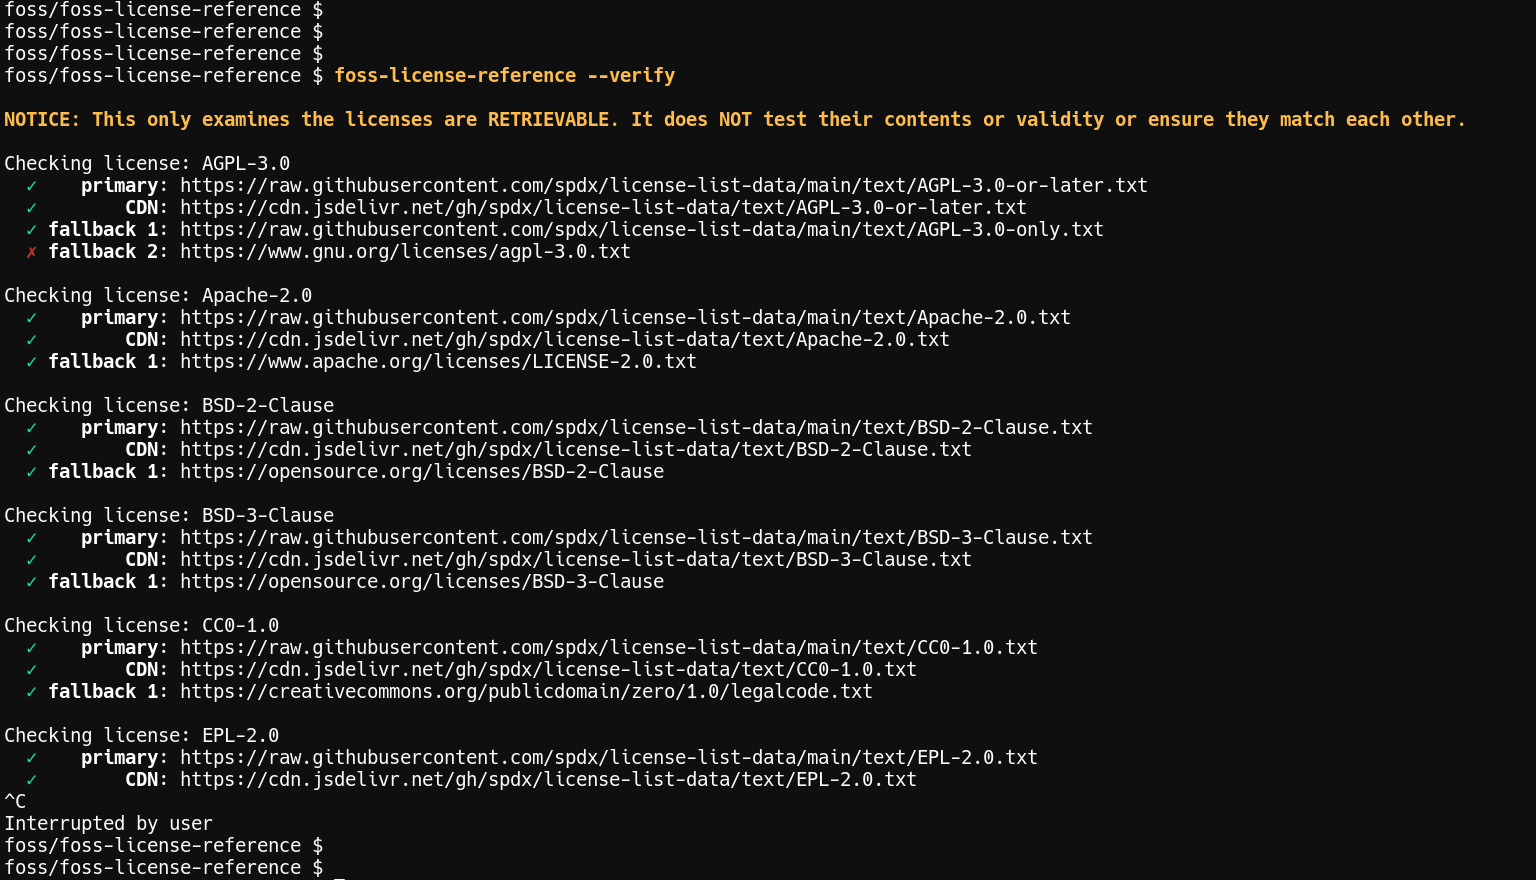 foss/foss-license-reference $
foss/foss-license-reference $
foss/foss-license-reference $
foss/foss-license-reference $ foss-license-reference --verify
NOTICE: This only examines the licenses are RETRIEVABLE. It does NOT test their contents or validity or ensure they match each other.
Checking license: AGPL-3.0
✓ primary: https://raw.githubusercontent.com/spdx/license-list-data/main/text/AGPL-3.0-or-later.txt
✓ CDN: https://cdn.jsdelivr.net/gh/spdx/license-list-data/text/AGPL-3.0-or-later.txt
✓ fallback 1: https://raw.githubusercontent.com/spdx/license-list-data/main/text/AGPL-3.0-only.txt
✗ fallback 2: https://www.gnu.org/licenses/agpl-3.0.txt
Checking license: Apache-2.0
✓ primary: https://raw.githubusercontent.com/spdx/license-list-data/main/text/Apache-2.0.txt
✓ CDN: https://cdn.jsdelivr.net/gh/spdx/license-list-data/text/Apache-2.0.txt
✓ fallback 1: https://www.apache.org/licenses/LICENSE-2.0.txt
Checking license: BSD-2-Clause
✓ primary: https://raw.githubusercontent.com/spdx/license-list-data/main/text/BSD-2-Clause.txt
✓ CDN: https://cdn.jsdelivr.net/gh/spdx/license-list-data/text/BSD-2-Clause.txt
✓ fallback 1: https://opensource.org/licenses/BSD-2-Clause
Checking license: BSD-3-Clause
✓ primary: https://raw.githubusercontent.com/spdx/license-list-data/main/text/BSD-3-Clause.txt
✓ CDN: https://cdn.jsdelivr.net/gh/spdx/license-list-data/text/BSD-3-Clause.txt
✓ fallback 1: https://opensource.org/licenses/BSD-3-Clause
Checking license: CC0-1.0
✓ primary: https://raw.githubusercontent.com/spdx/license-list-data/main/text/CC0-1.0.txt
✓ CDN: https://cdn.jsdelivr.net/gh/spdx/license-list-data/text/CC0-1.0.txt
✓ fallback 1: https://creativecommons.org/publicdomain/zero/1.0/legalcode.txt
Checking license: EPL-2.0
✓ primary: https://raw.githubusercontent.com/spdx/license-list-data/main/text/EPL-2.0.txt
✓ CDN: https://cdn.jsdelivr.net/gh/spdx/license-list-data/text/EPL-2.0.txt
^C
Interrupted by user
foss/foss-license-reference $
foss/foss-license-reference $